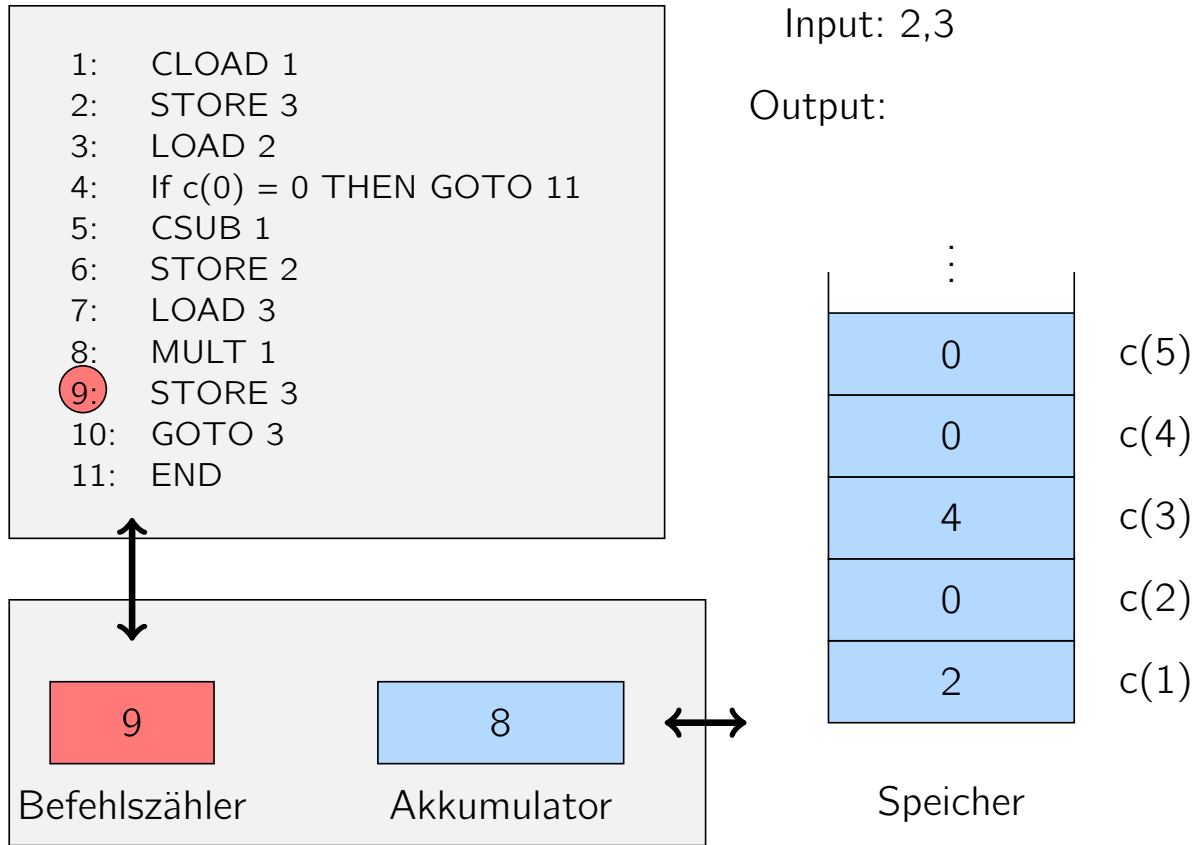 Input: 2,3
Output:
1: CLOAD 1
2: STORE 3
3: LOAD 2
4: If c(0) = 0 THEN GOTO 11
5: CSUB 1
6: STORE 2
7: LOAD 3
8: MULT 1
9: STORE 3
10: GOTO 3
11: END
9
Befehlszähler
8
Akkumulator
⋮
0 c(5)
0 c(4)
4 c(3)
0 c(2)
2 c(1)
Speicher